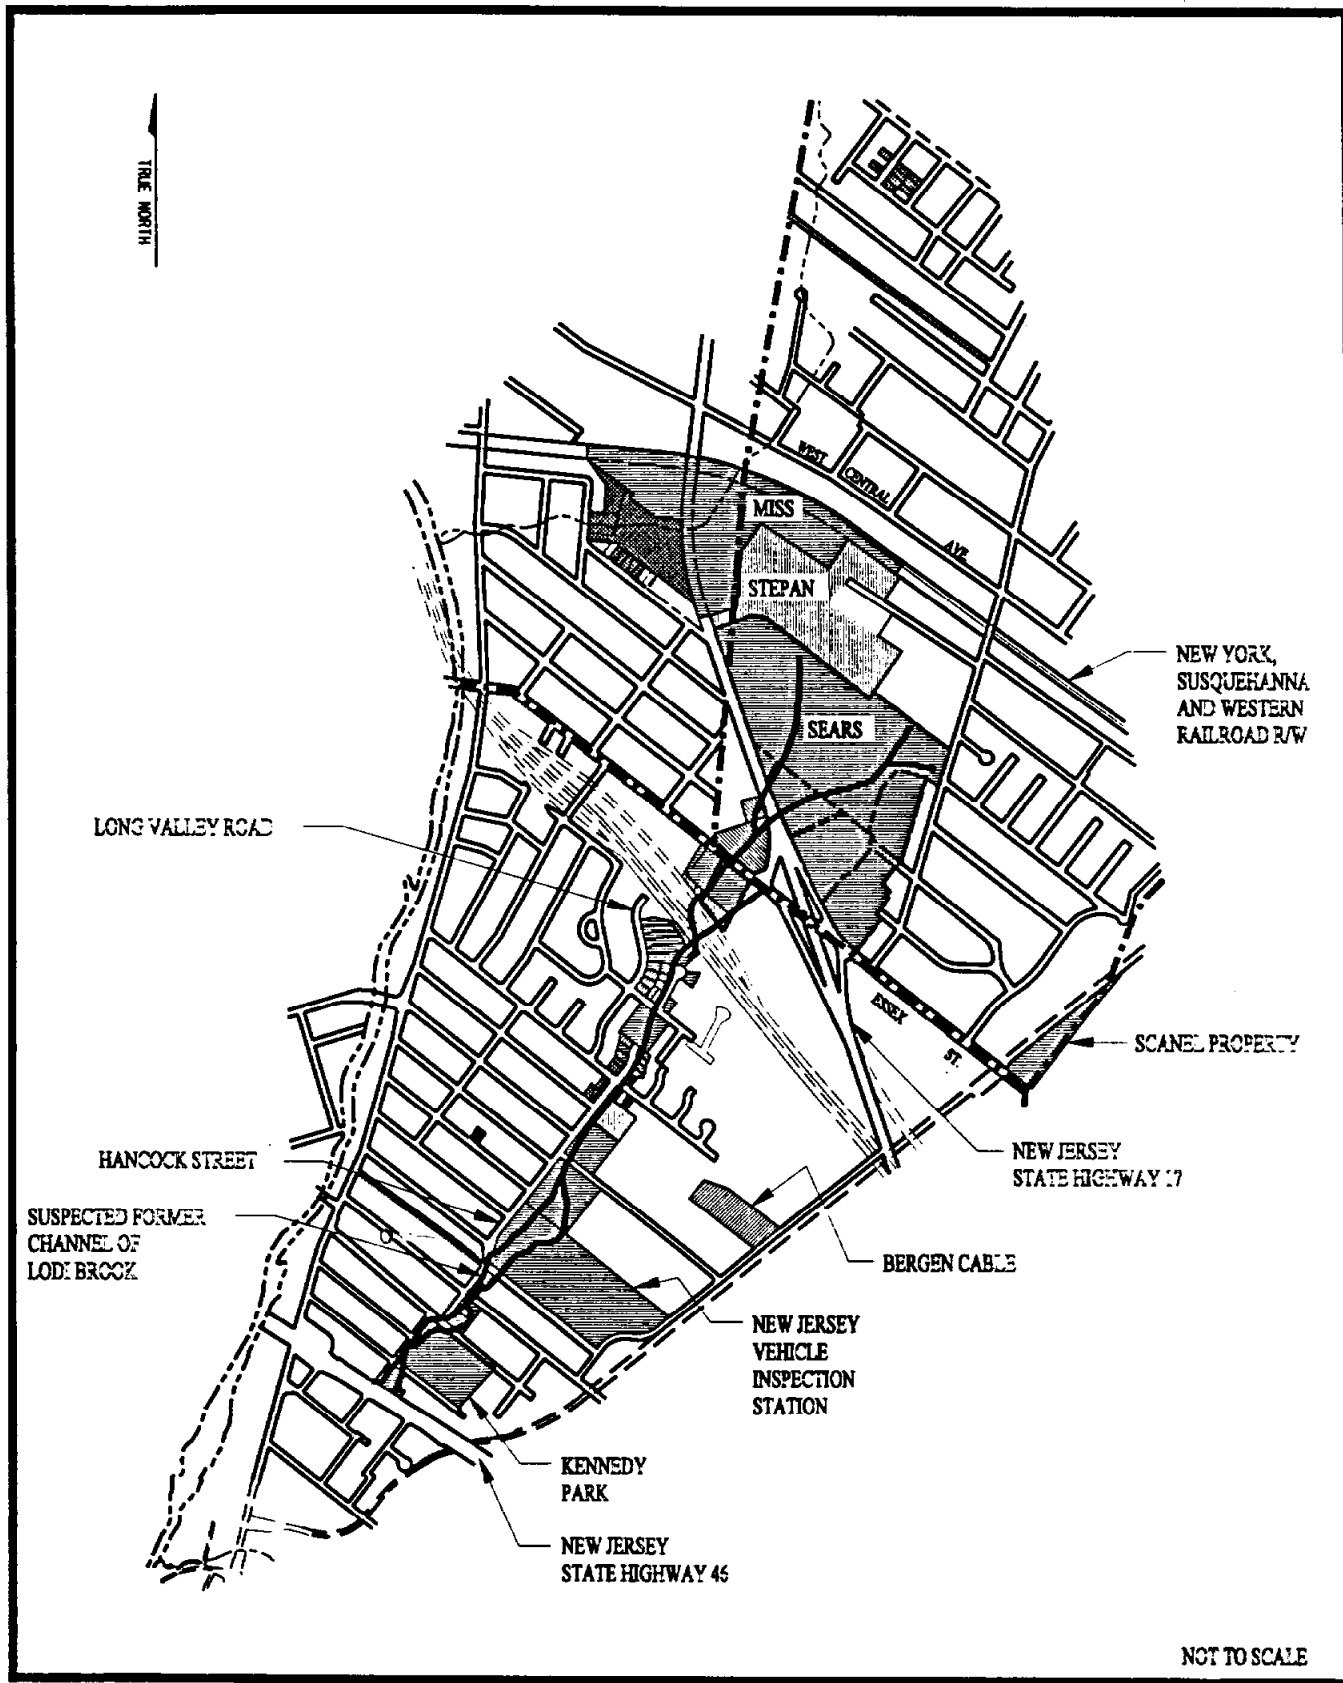 TRUE NORTH
WEST
CENTRAL
AVE
MISS
STEPAN
SEARS
NEW YORK,
SUSQUEHANNA
AND WESTERN
RAILROAD R/W
LONG VALLEY ROAD
ESSEX
ST.
SCANEL PROPERTY
HANCOCK STREET
NEW JERSEY
STATE HIGHWAY 17
SUSPECTED FORMER
CHANNEL OF
LODI BROOK
BERGEN CABLE
NEW JERSEY
VEHICLE
INSPECTION
STATION
KENNEDY
PARK
NEW JERSEY
STATE HIGHWAY 46
NOT TO SCALE